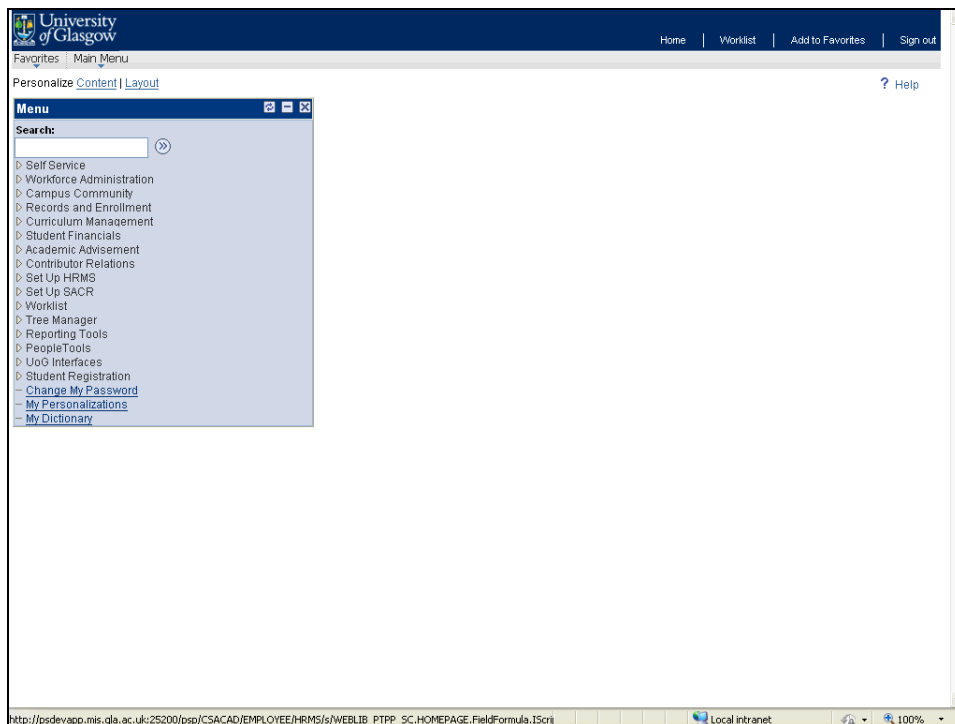 University
of Glasgow
Home | Worklist | Add to Favorites | Sign out
Favorites Main Menu
Personalize Content | Layout
? Help
Menu
Search:
Self Service
Workforce Administration
Campus Community
Records and Enrollment
Curriculum Management
Student Financials
Academic Advisement
Contributor Relations
Set Up HRMS
Set Up SACR
Worklist
Tree Manager
Reporting Tools
PeopleTools
UoG Interfaces
Student Registration
Change My Password
My Personalizations
My Dictionary
http://psdevapp.mis.gla.ac.uk:25200/psp/CSACAD/EMPLOYEE/HRMS/s/WEBLIB_PTPP_SC.HOMEPAGE.FieldFormula.IScri Local intranet 100%